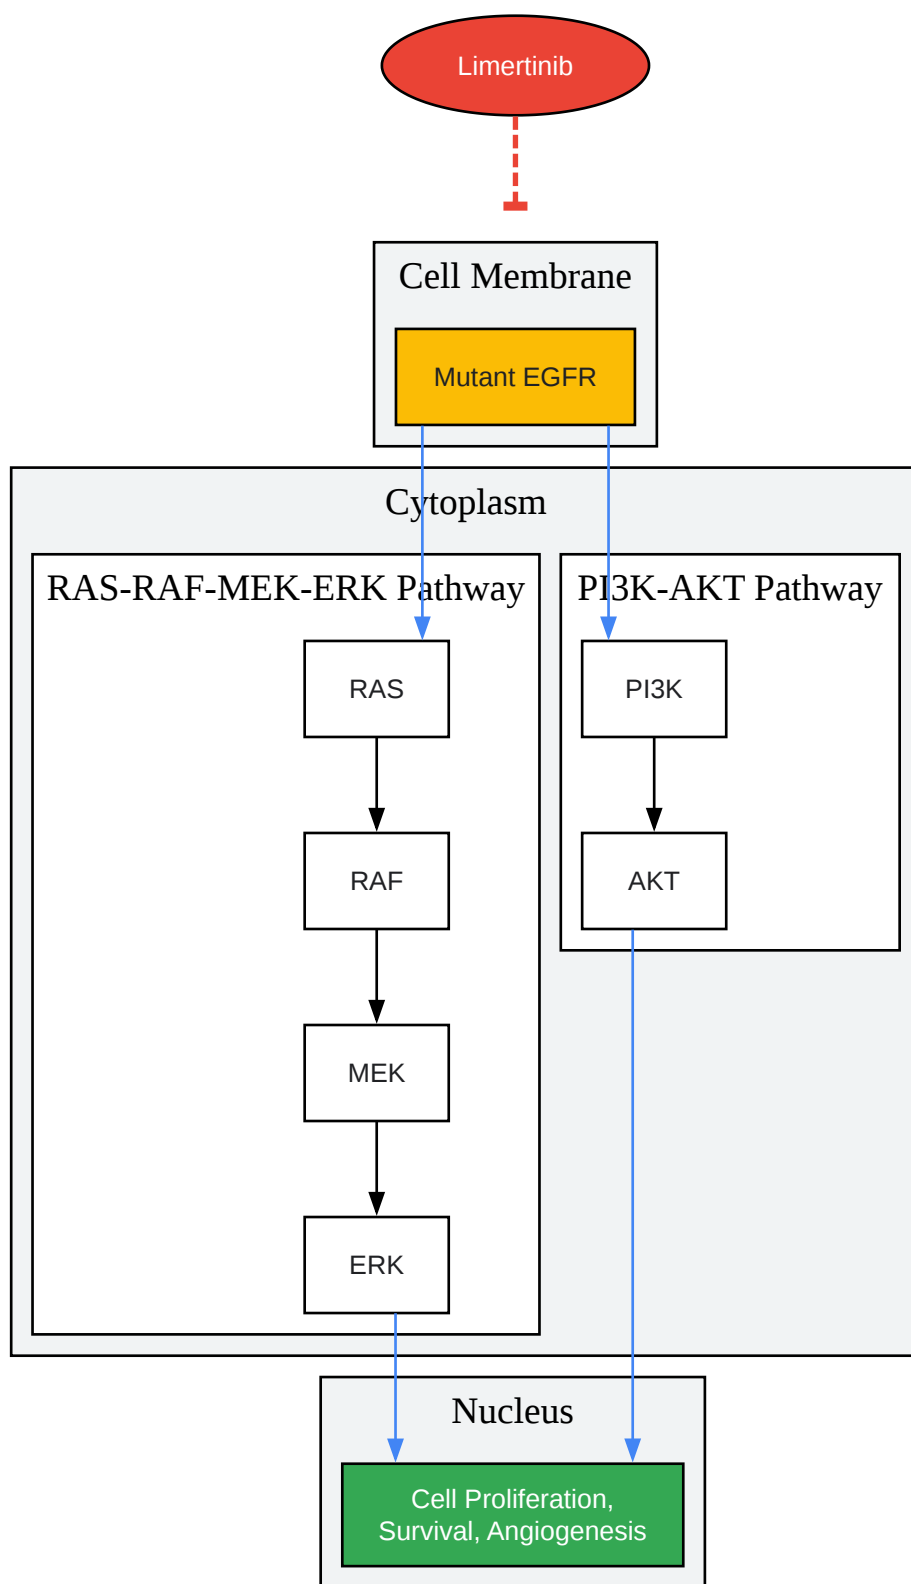 Limertinib
Cell Membrane
Mutant EGFR
Cytoplasm
RAS-RAF-MEK-ERK Pathway
PI3K-AKT Pathway
RAS
PI3K
RAF
AKT
MEK
ERK
Nucleus
Cell Proliferation,
Survival, Angiogenesis